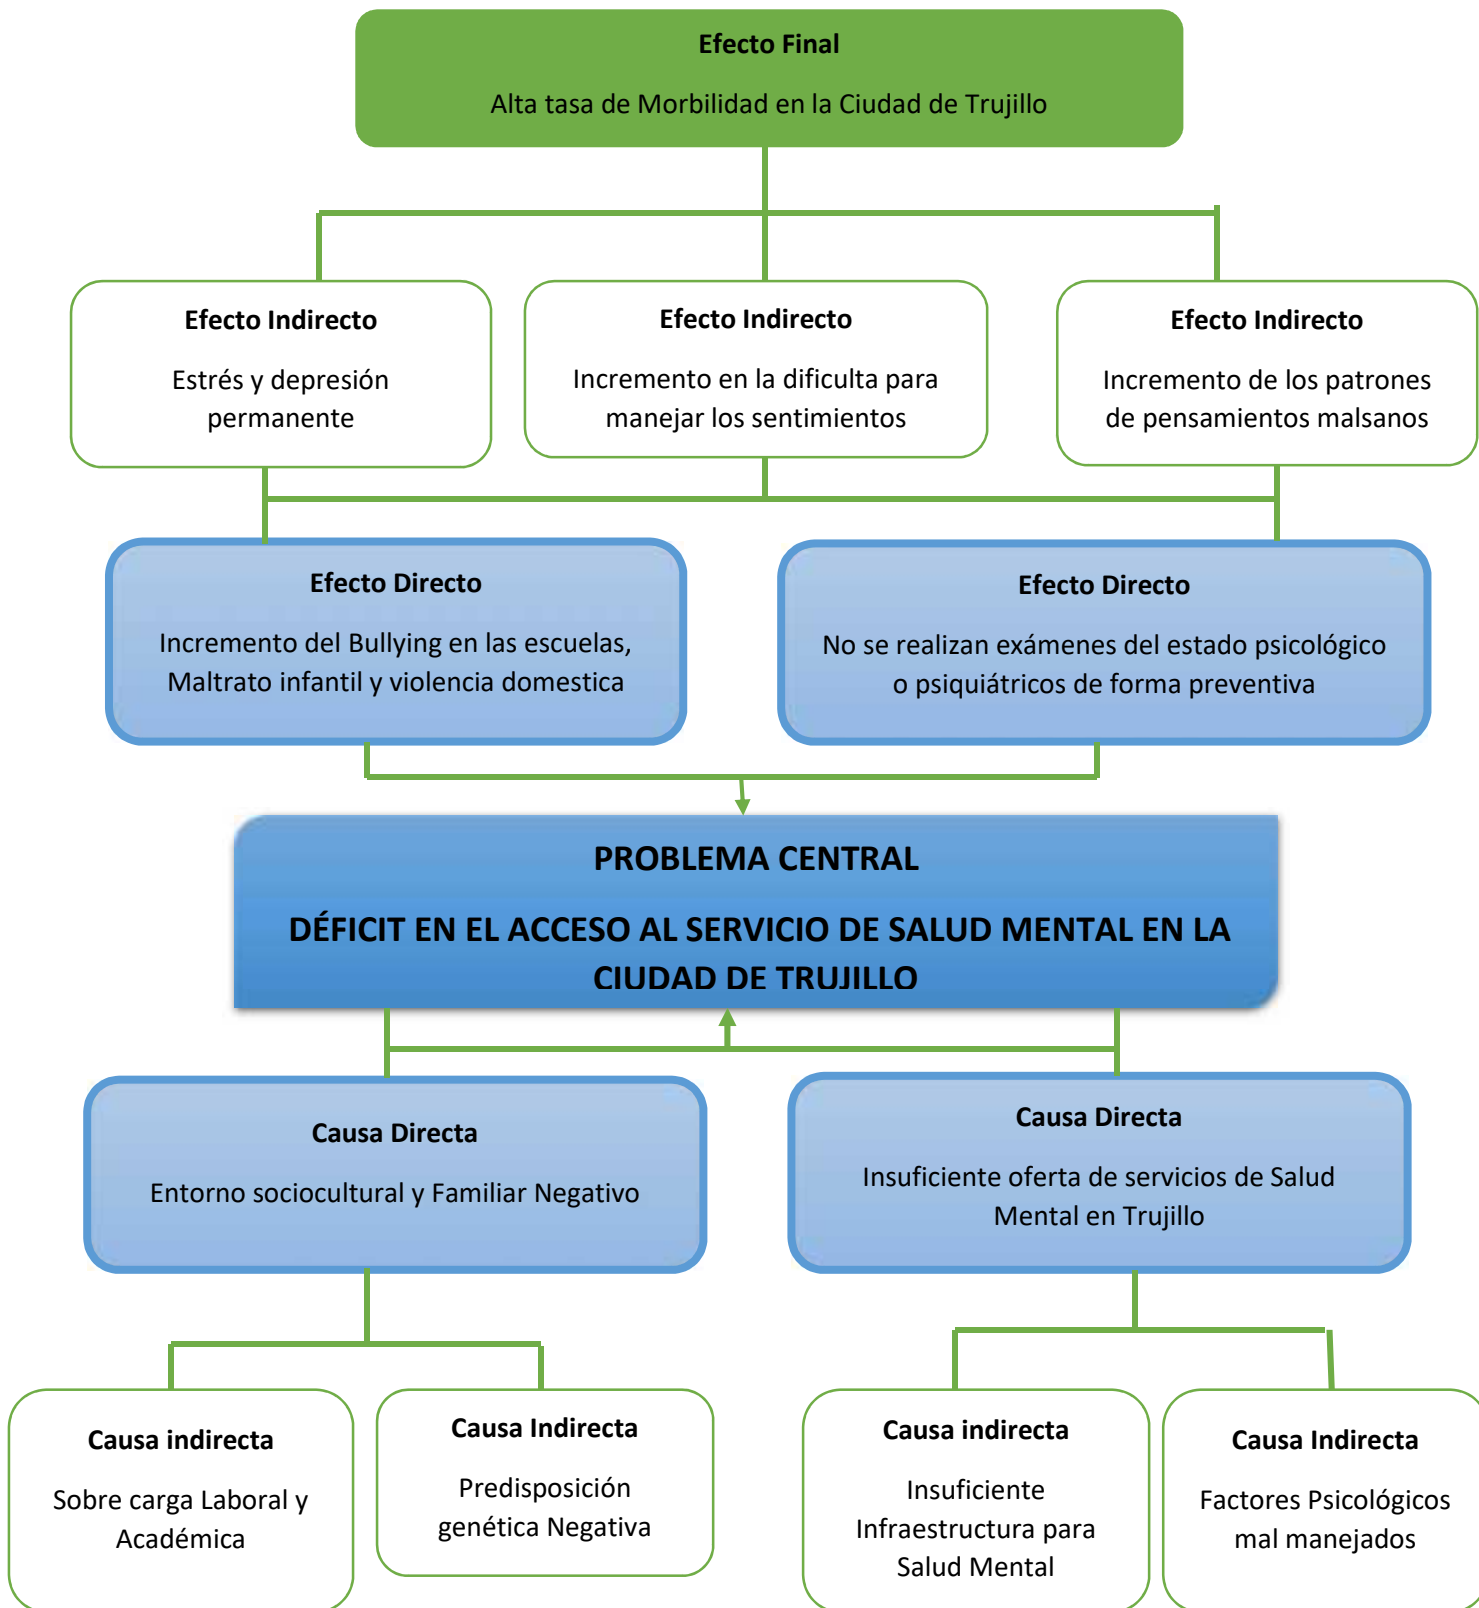 Efecto Final
Alta tasa de Morbilidad en la Ciudad de Trujillo
Efecto Indirecto
Estrés y depresión
permanente
Efecto Indirecto
Incremento en la dificulta para
manejar los sentimientos
Efecto Indirecto
Incremento de los patrones
de pensamientos malsanos
Efecto Directo
Incremento del Bullying en las escuelas,
Maltrato infantil y violencia domestica
Efecto Directo
No se realizan exámenes del estado psicológico
o psiquiátricos de forma preventiva
PROBLEMA CENTRAL
DÉFICIT EN EL ACCESO AL SERVICIO DE SALUD MENTAL EN LA
CIUDAD DE TRUJILLO
Causa Directa
Entorno sociocultural y Familiar Negativo
Causa Directa
Insuficiente oferta de servicios de Salud
Mental en Trujillo
Causa indirecta
Sobre carga Laboral y
Académica
Causa Indirecta
Predisposición
genética Negativa
Causa indirecta
Insuficiente
Infraestructura para
Salud Mental
Causa Indirecta
Factores Psicológicos
mal manejados